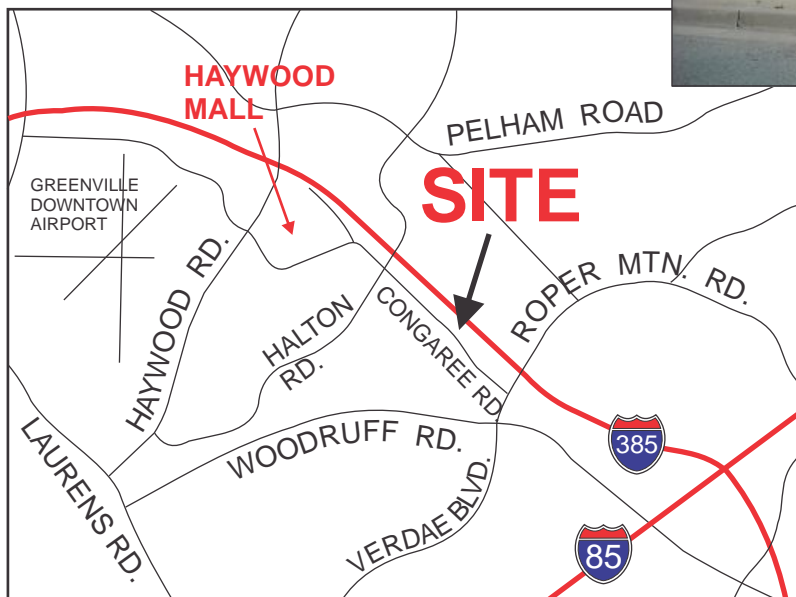 HAYWOOD
MALL
PELHAM ROAD
GREENVILLE
DOWNTOWN
AIRPORT
SITE
HAYWOOD RD.
HALTON
RD.
CONGAREE RD.
ROPER MTN. RD.
LAURENS RD.
WOODRUFF RD.
VERDAE BLVD.
385
85